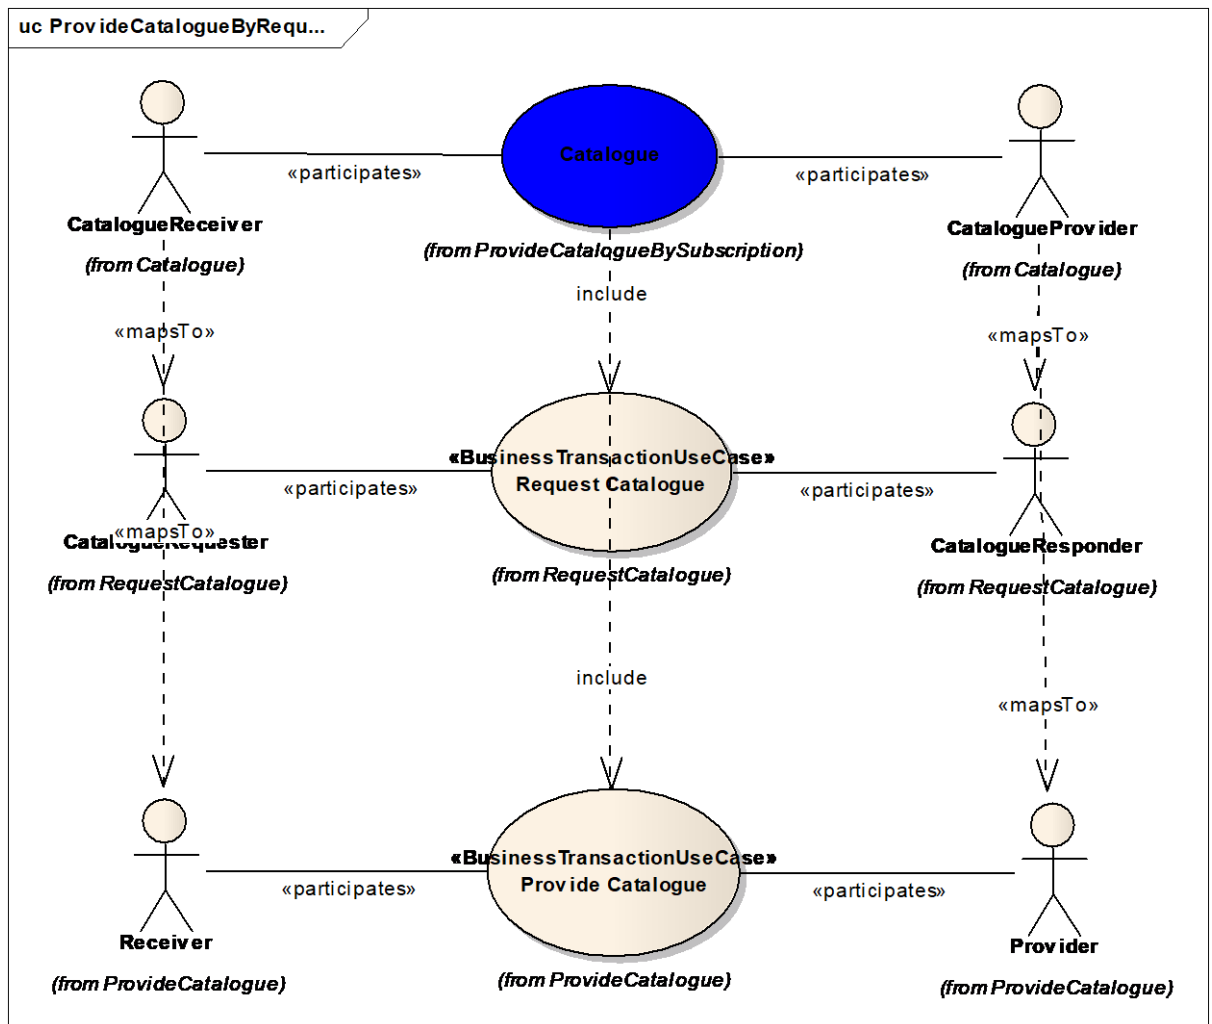 uc ProvideCatalogueByRequ...
Catalogue
«participates»
«participates»
CatalogueReceiver
(from Catalogue)
(from ProvideCatalogueBySubscription)
CatalogueProvider
(from Catalogue)
include
«mapsTo»
«mapsTo»
«BusinessTransactionUseCase»
Request Catalogue
«participates»
«participates»
«mapsTo»
CatalogueRequester
(from RequestCatalogue)
(from RequestCatalogue)
CatalogueResponder
(from RequestCatalogue)
include
«mapsTo»
«BusinessTransactionUseCase»
Provide Catalogue
«participates»
«participates»
Receiver
(from ProvideCatalogue)
(from ProvideCatalogue)
Provider
(from ProvideCatalogue)